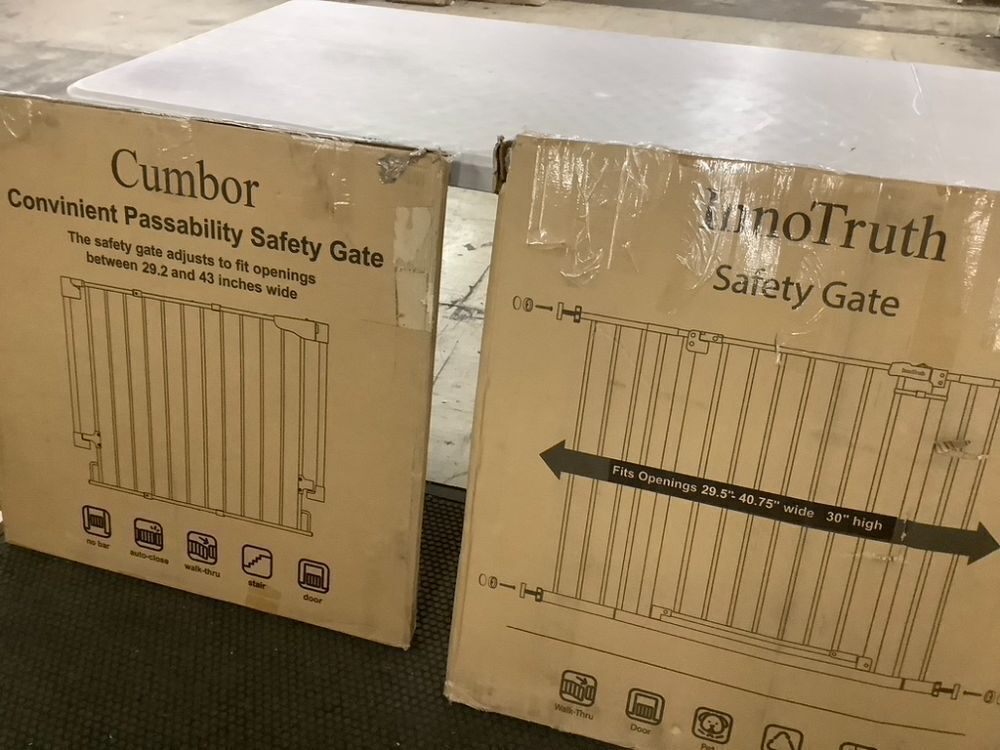 Cumbor
Convinient Passability Safety Gate
The safety gate adjusts to fit openings
between 29.2 and 43 inches wide
no bar
auto-close
walk-thru
stair
door
InnoTruth
Safety Gate
Fits Openings 29.5"- 40.75" wide 30" high
Walk-Thru
Door
Pet